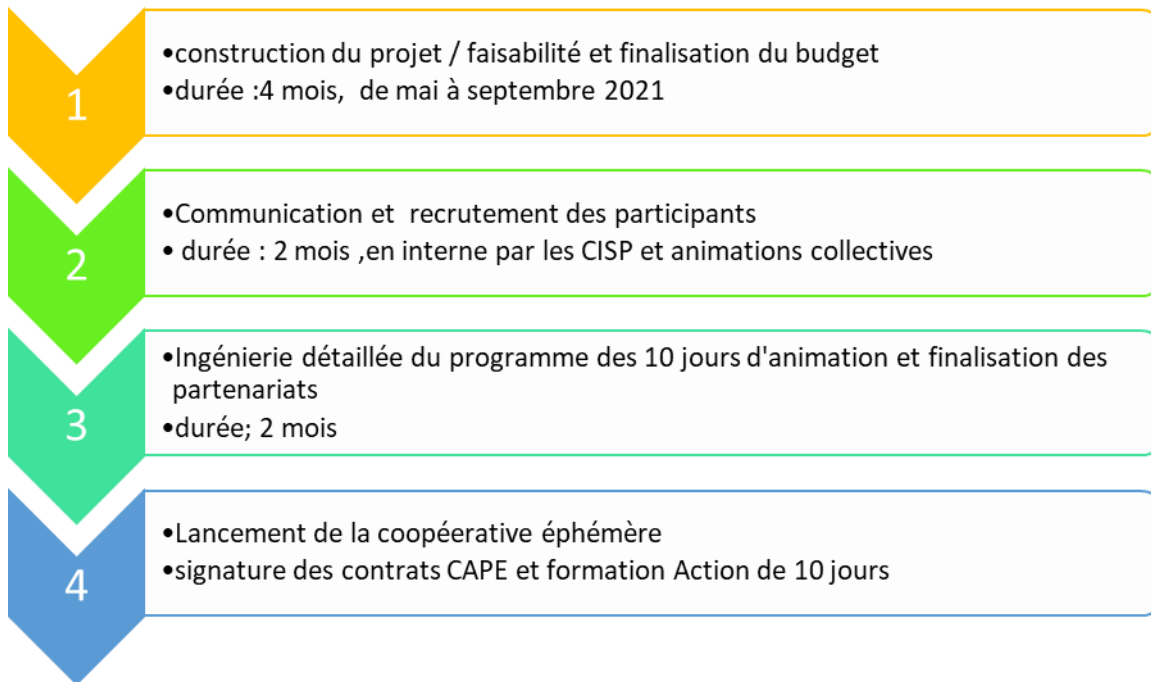 1
•construction du projet / faisabilité et finalisation du budget
•durée :4 mois,  de mai à septembre 2021
2
•Communication et  recrutement des participants
• durée : 2 mois ,en interne par les CISP et animations collectives
3
•Ingénierie détaillée du programme des 10 jours d'animation et finalisation des
partenariats
•durée; 2 mois
4
•Lancement de la coopéerative éphémère
•signature des contrats CAPE et formation Action de 10 jours